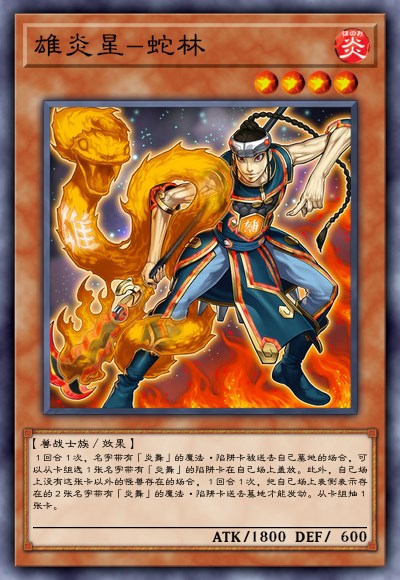 雄炎星-蛇林
炎
ほのお
【兽战士族/效果】
１回合１次，名字带有「炎舞」的魔法·陷阱卡被送去自己墓地的场合，可
以从卡组选１张名字带有「炎舞」的陷阱卡在自己场上盖放。此外，自己场
上没有这张卡以外的怪兽存在的场合，１回合１次，把自己场上表侧表示存
在的２张名字带有「炎舞」的魔法·陷阱卡送去墓地才能发动。从卡组抽１
张卡。
ATK/1800 DEF/ 600